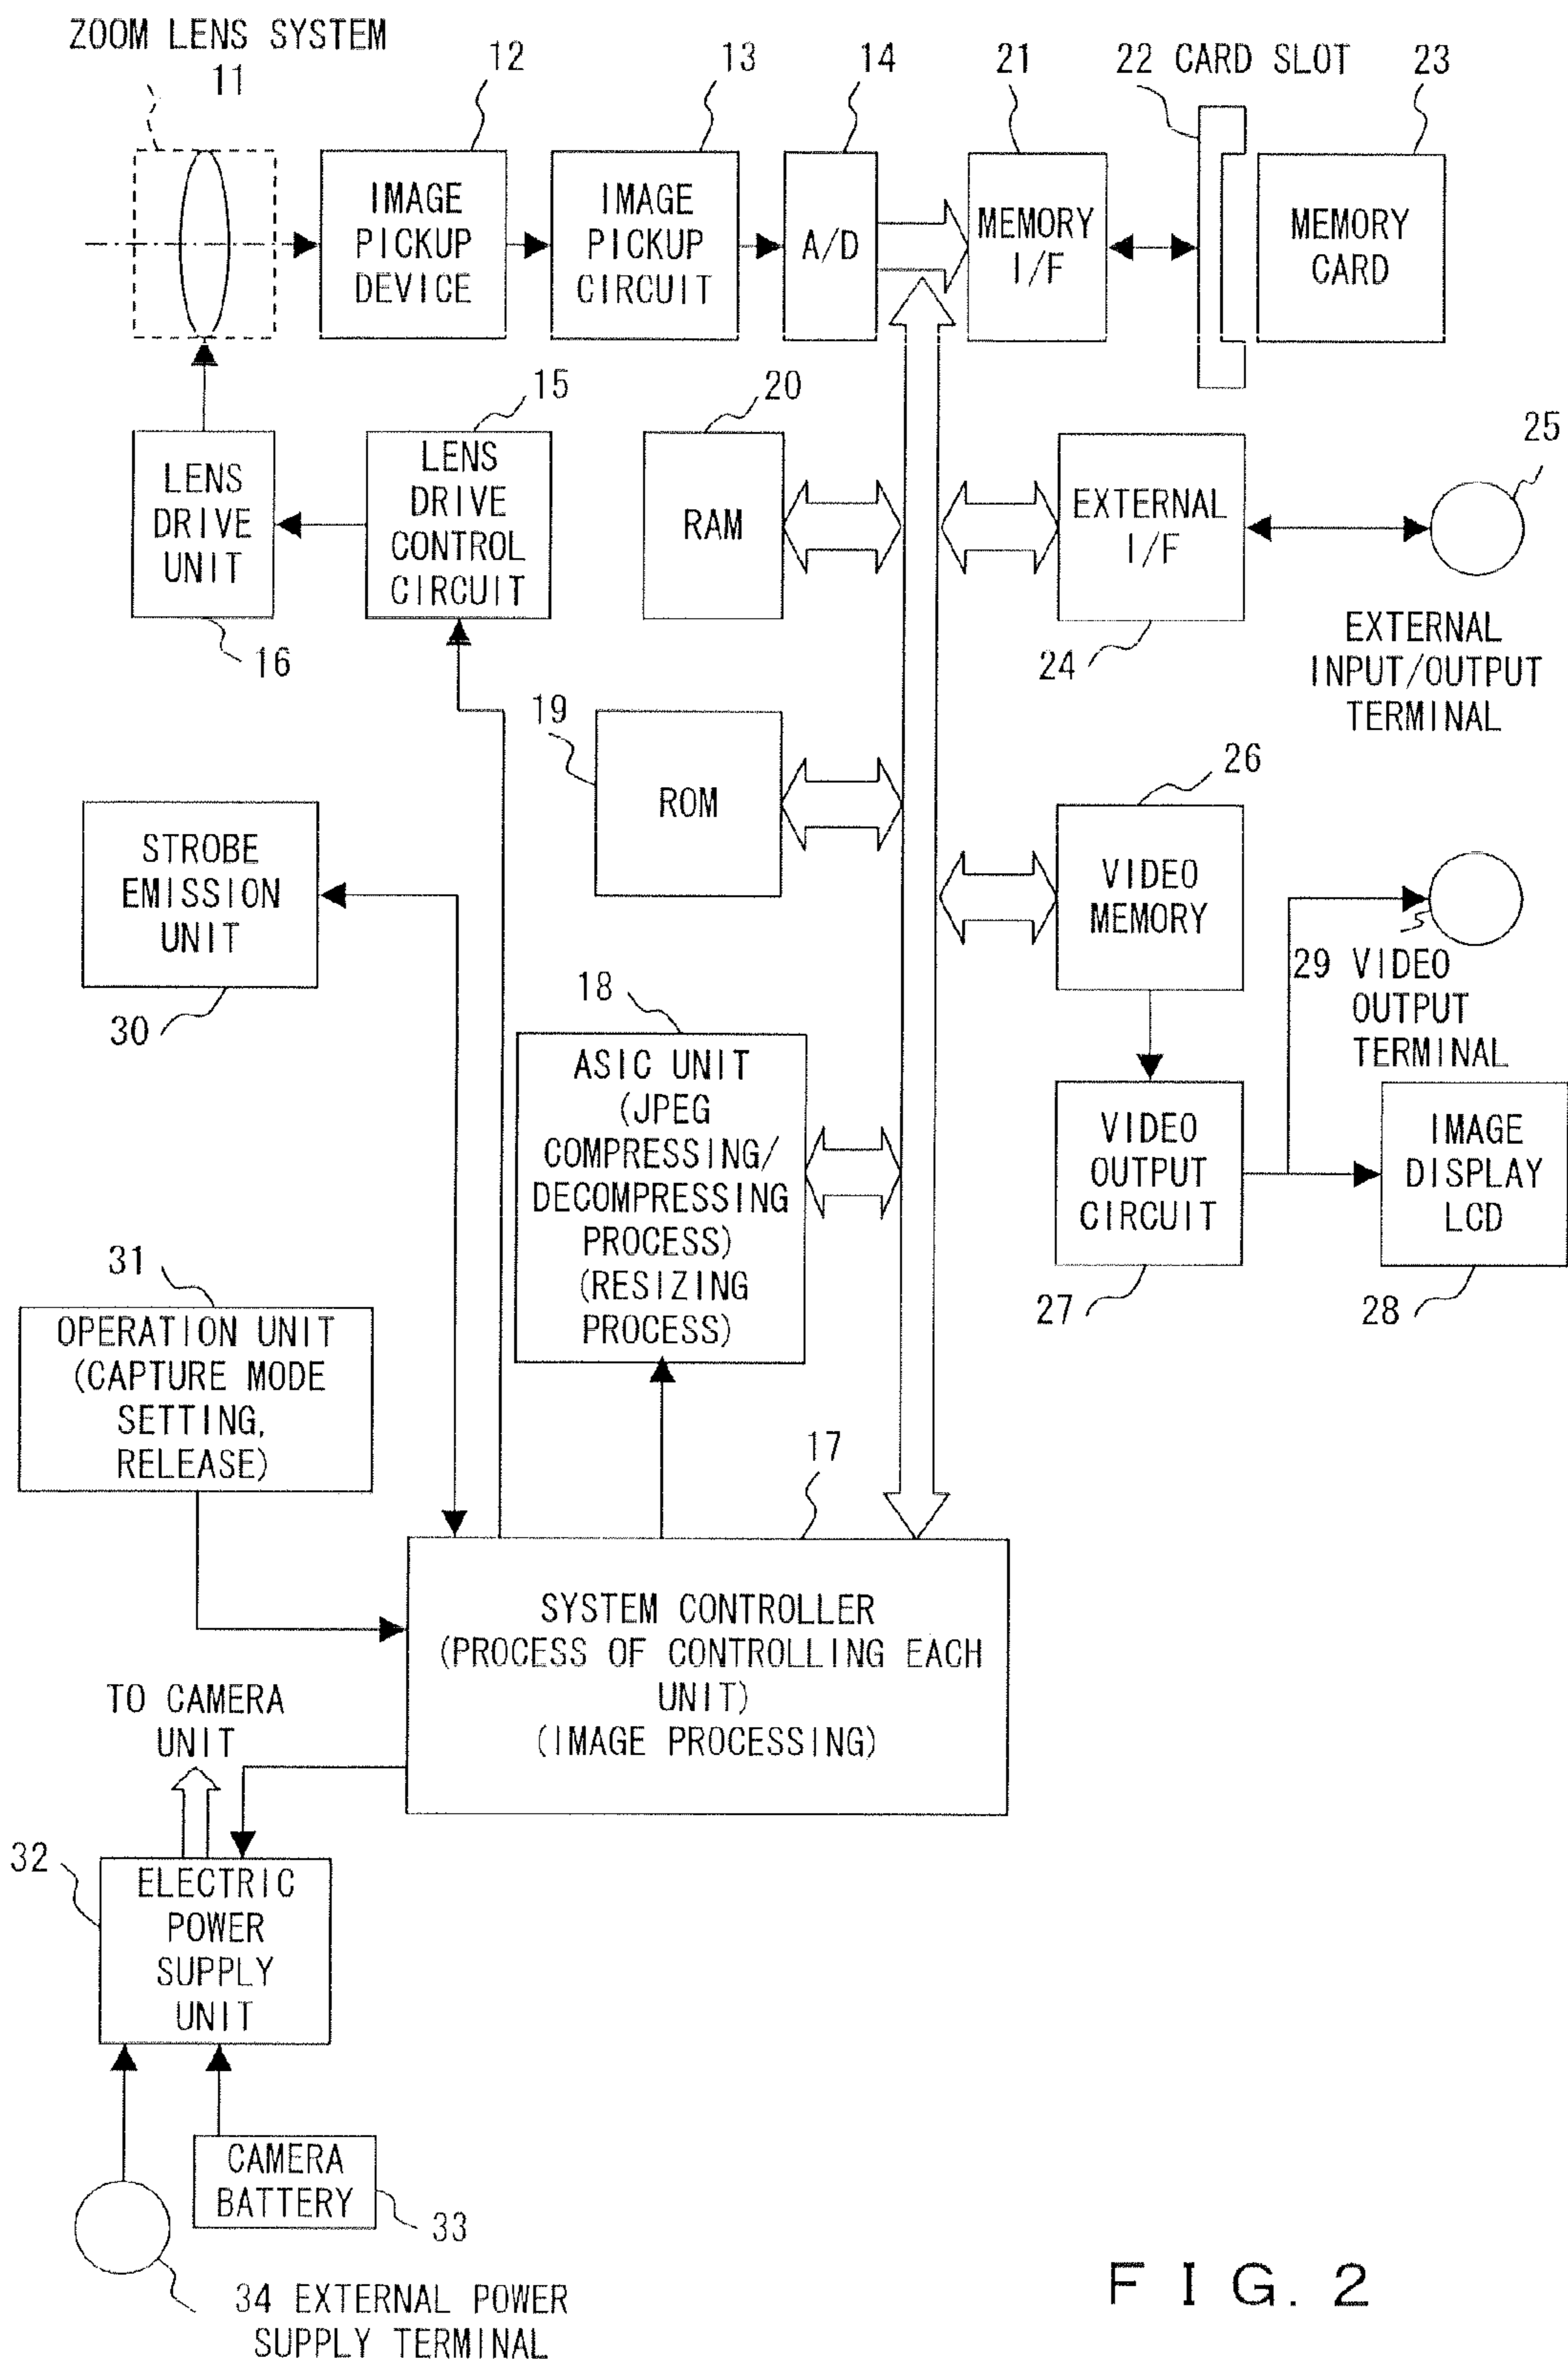 ZOOM LENS SYSTEM
11
12
13
14
21
22 CARD SLOT
23
IMAGE
PICKUP
DEVICE
IMAGE
PICKUP
CIRCUIT
A/D
MEMORY
I/F
MEMORY
CARD
15
20
25
LENS
DRIVE
UNIT
LENS
DRIVE
CONTROL
CIRCUIT
RAM
EXTERNAL
I/F
16
24
EXTERNAL
INPUT/OUTPUT
TERMINAL
19
26
ROM
STROBE
EMISSION
UNIT
VIDEO
MEMORY
30
18
29 VIDEO
OUTPUT
TERMINAL
ASIC UNIT
(JPEG
COMPRESSING/
DECOMPRESSING
PROCESS)
(RESIZING
PROCESS)
VIDEO
OUTPUT
CIRCUIT
IMAGE
DISPLAY
LCD
31
27
28
OPERATION UNIT
(CAPTURE MODE
SETTING,
RELEASE)
17
SYSTEM CONTROLLER
(PROCESS OF CONTROLLING EACH
UNIT)
(IMAGE PROCESSING)
TO CAMERA
UNIT
32
ELECTRIC
POWER
SUPPLY
UNIT
CAMERA
BATTERY
33
34 EXTERNAL POWER
SUPPLY TERMINAL
FIG. 2